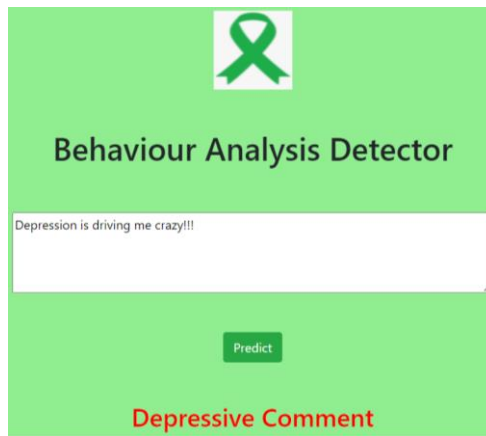 Behaviour Analysis Detector
Depression is driving me crazy!!!
Predict
Depressive Comment